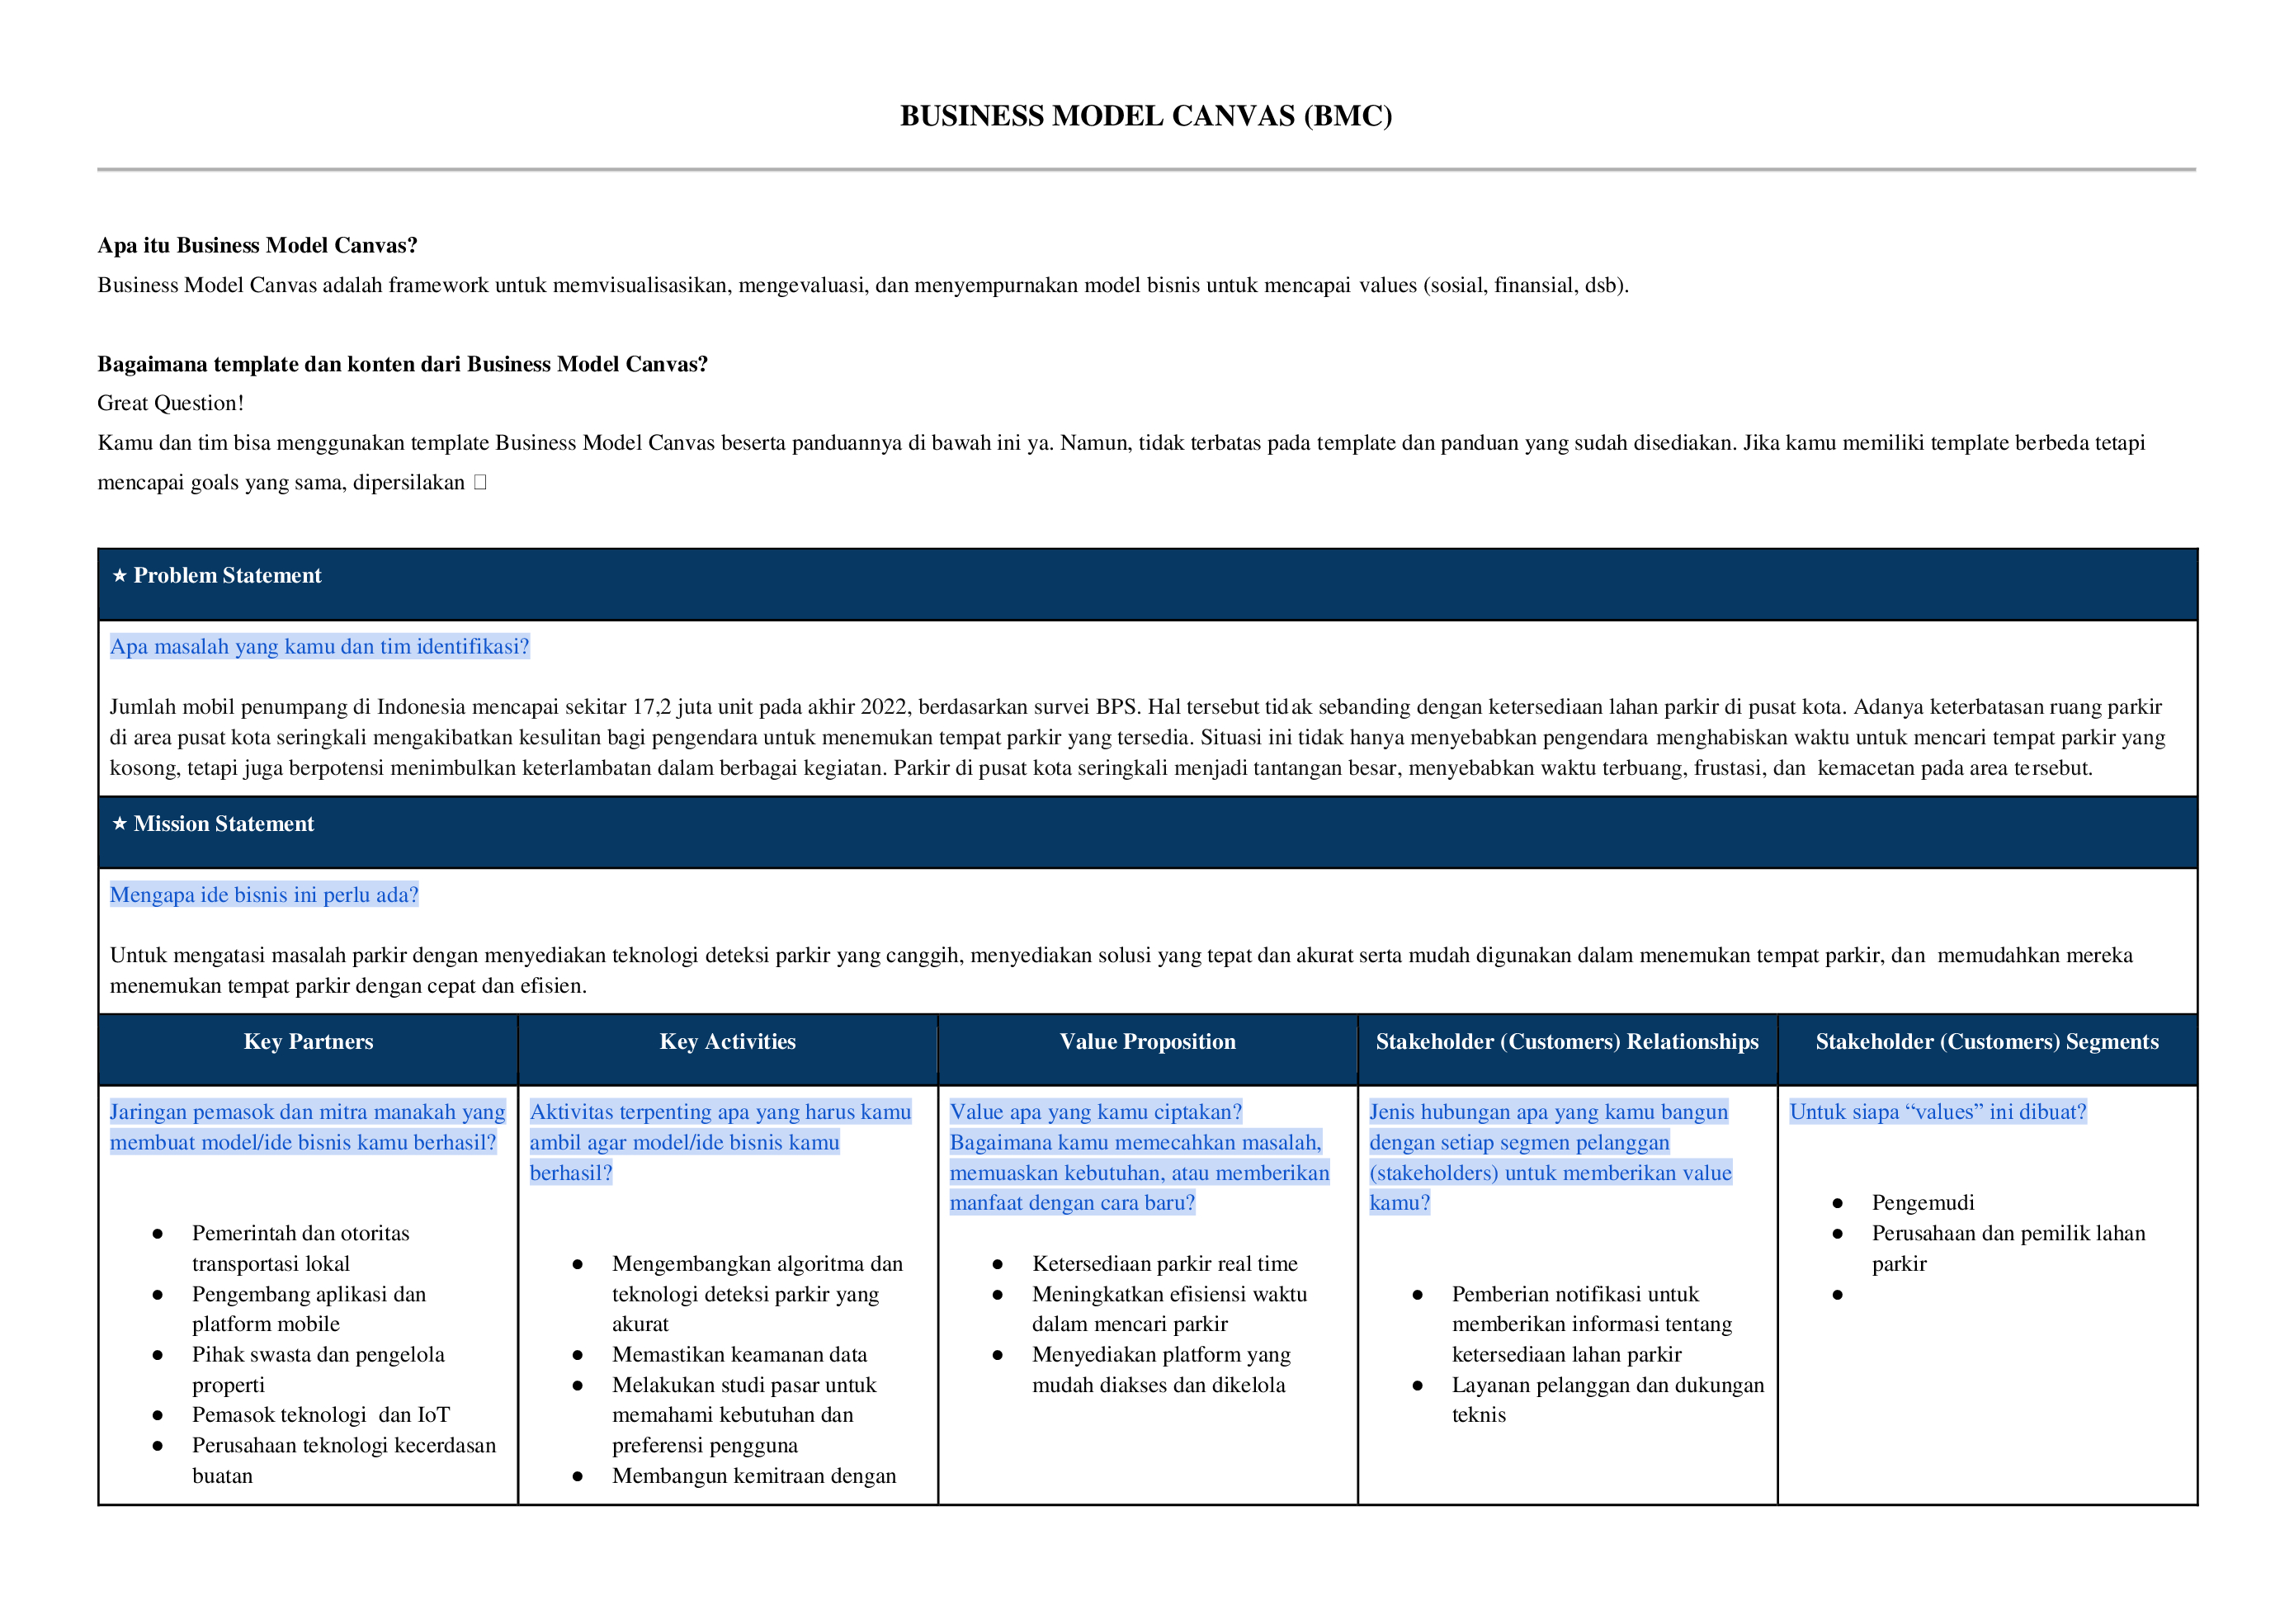 BUSINESS MODEL CANVAS (BMC)
Apa itu Business Model Canvas?
Business Model Canvas adalah framework untuk memvisualisasikan, mengevaluasi, dan menyempurnakan model bisnis untuk mencapai values (sosial, finansial, dsb).
Bagaimana template dan konten dari Business Model Canvas?
Great Question!
Kamu dan tim bisa menggunakan template Business Model Canvas beserta panduannya di bawah ini ya. Namun, tidak terbatas pada template dan panduan yang sudah disediakan. Jika kamu memiliki template berbeda tetapi
mencapai goals yang sama, dipersilakan
⭑ Problem Statement
Apa masalah yang kamu dan tim identifikasi?
Jumlah mobil penumpang di Indonesia mencapai sekitar 17,2 juta unit pada akhir 2022, berdasarkan survei BPS. Hal tersebut tidak sebanding dengan ketersediaan lahan parkir di pusat kota. Adanya keterbatasan ruang parkir
di area pusat kota seringkali mengakibatkan kesulitan bagi pengendara untuk menemukan tempat parkir yang tersedia. Situasi ini tidak hanya menyebabkan pengendara menghabiskan waktu untuk mencari tempat parkir yang
kosong, tetapi juga berpotensi menimbulkan keterlambatan dalam berbagai kegiatan. Parkir di pusat kota seringkali menjadi tantangan besar, menyebabkan waktu terbuang, frustasi, dan kemacetan pada area tersebut.
⭑ Mission Statement
Mengapa ide bisnis ini perlu ada?
Untuk mengatasi masalah parkir dengan menyediakan teknologi deteksi parkir yang canggih, menyediakan solusi yang tepat dan akurat serta mudah digunakan dalam menemukan tempat parkir, dan memudahkan mereka
menemukan tempat parkir dengan cepat dan efisien.
Key Partners
Jaringan pemasok dan mitra manakah yang
membuat model/ide bisnis kamu berhasil?
● Pemerintah dan otoritas
transportasi lokal
● Pengembang aplikasi dan
platform mobile
● Pihak swasta dan pengelola
properti
● Pemasok teknologi dan IoT
● Perusahaan teknologi kecerdasan
buatan
Key Activities
Aktivitas terpenting apa yang harus kamu
ambil agar model/ide bisnis kamu
berhasil?
● Mengembangkan algoritma dan
teknologi deteksi parkir yang
akurat
● Memastikan keamanan data
● Melakukan studi pasar untuk
memahami kebutuhan dan
preferensi pengguna
● Membangun kemitraan dengan
Value Proposition
Value apa yang kamu ciptakan?
Bagaimana kamu memecahkan masalah,
memuaskan kebutuhan, atau memberikan
manfaat dengan cara baru?
● Ketersediaan parkir real time
● Meningkatkan efisiensi waktu
dalam mencari parkir
● Menyediakan platform yang
mudah diakses dan dikelola
Stakeholder (Customers) Relationships
Jenis hubungan apa yang kamu bangun
dengan setiap segmen pelanggan
(stakeholders) untuk memberikan value
kamu?
● Pemberian notifikasi untuk
memberikan informasi tentang
ketersediaan lahan parkir
● Layanan pelanggan dan dukungan
teknis
Stakeholder (Customers) Segments
Untuk siapa “values” ini dibuat?
● Pengemudi
● Perusahaan dan pemilik lahan
parkir
●